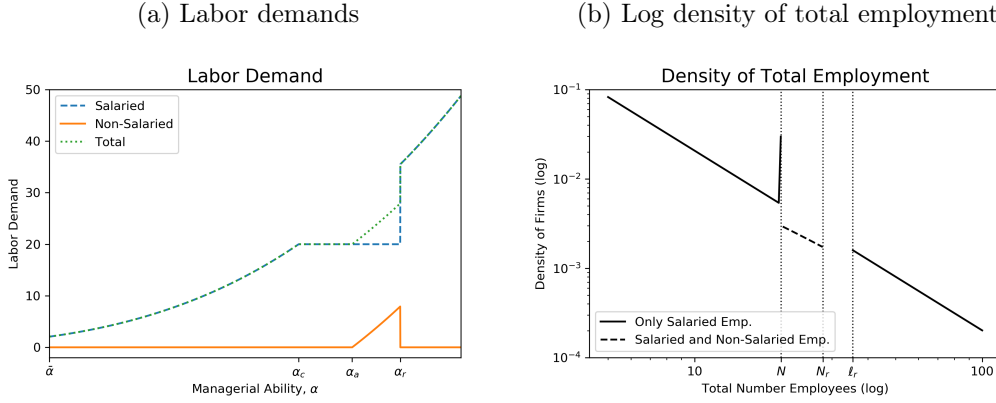 (a) Labor demands
Labor Demand
50
40
30
20
10
0
Labor Demand
Salaried
Non-Salaried
Total
ᾱ
α_c
α_a
α_r
Managerial Ability, α
(b) Log density of total employment
Density of Total Employment
10⁻¹
10⁻²
10⁻³
10⁻⁴
Density of Firms (log)
Only Salaried Emp.
Salaried and Non-Salaried Emp.
10
N
N_r
ℓ_r
100
Total Number Employees (log)